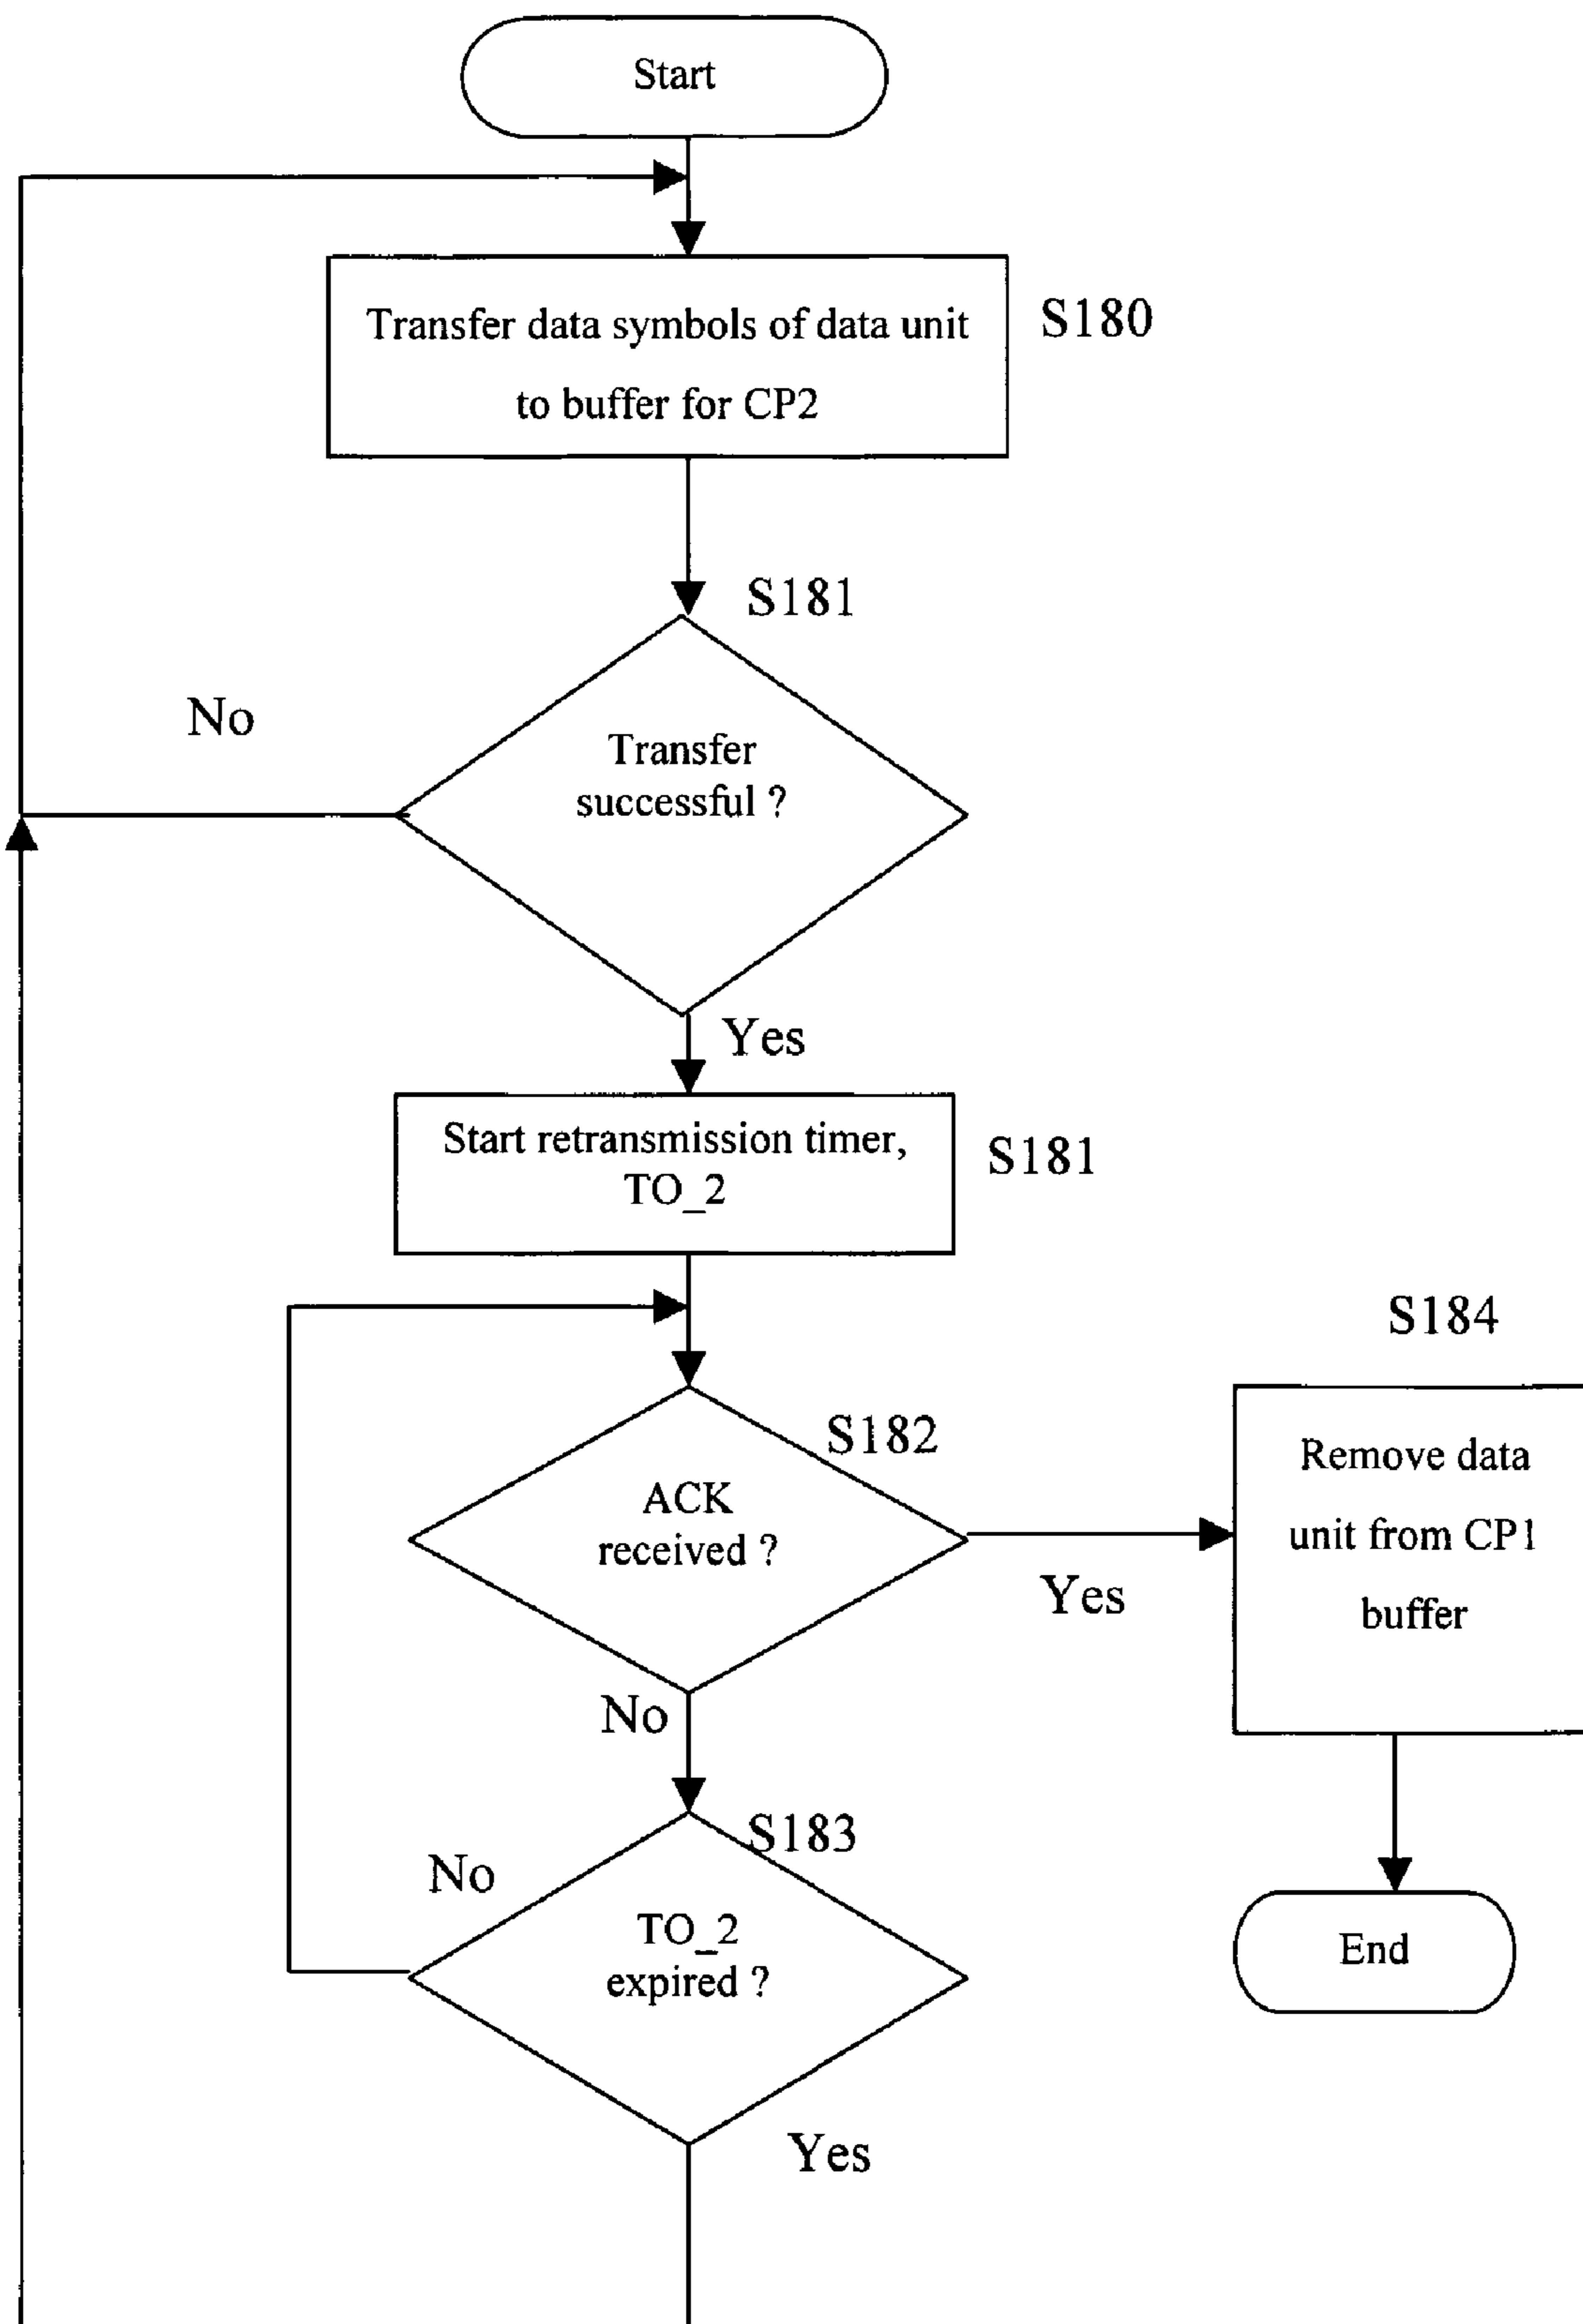 Start
Transfer data symbols of data unit
to buffer for CP2
S180
S181
No
Transfer
successful ?
Yes
Start retransmission timer,
TO_2
S181
S184
S182
ACK
received ?
Remove data
unit from CP1
buffer
Yes
No
S183
No
TO_2
expired ?
End
Yes